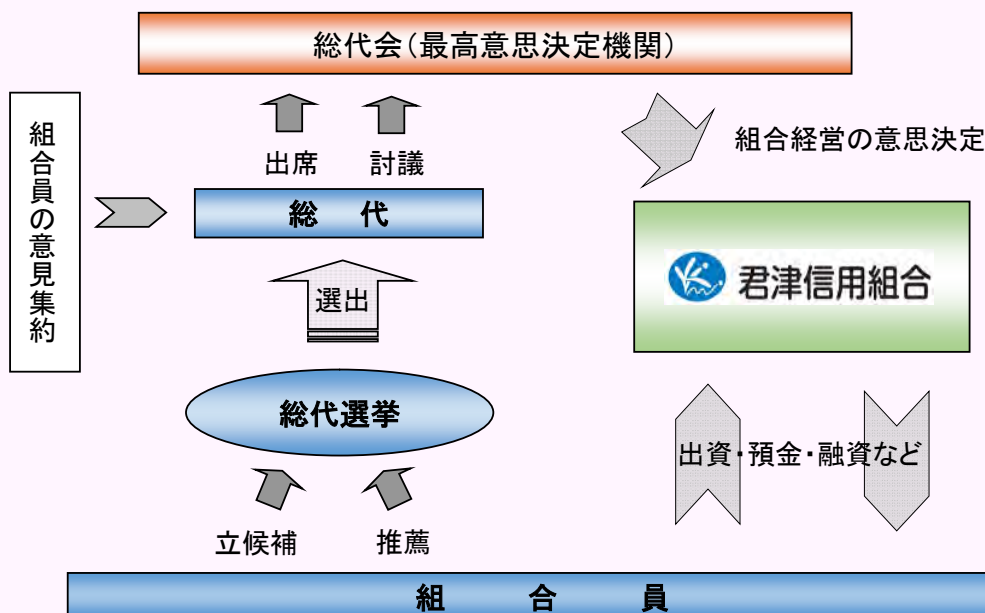 総代会（最高意思決定機関）
組合員の意見集約
出席 討議
組合経営の意思決定
総 代
君津信用組合
選出
総代選挙
出資・預金・融資など
立候補 推薦
組 合 員